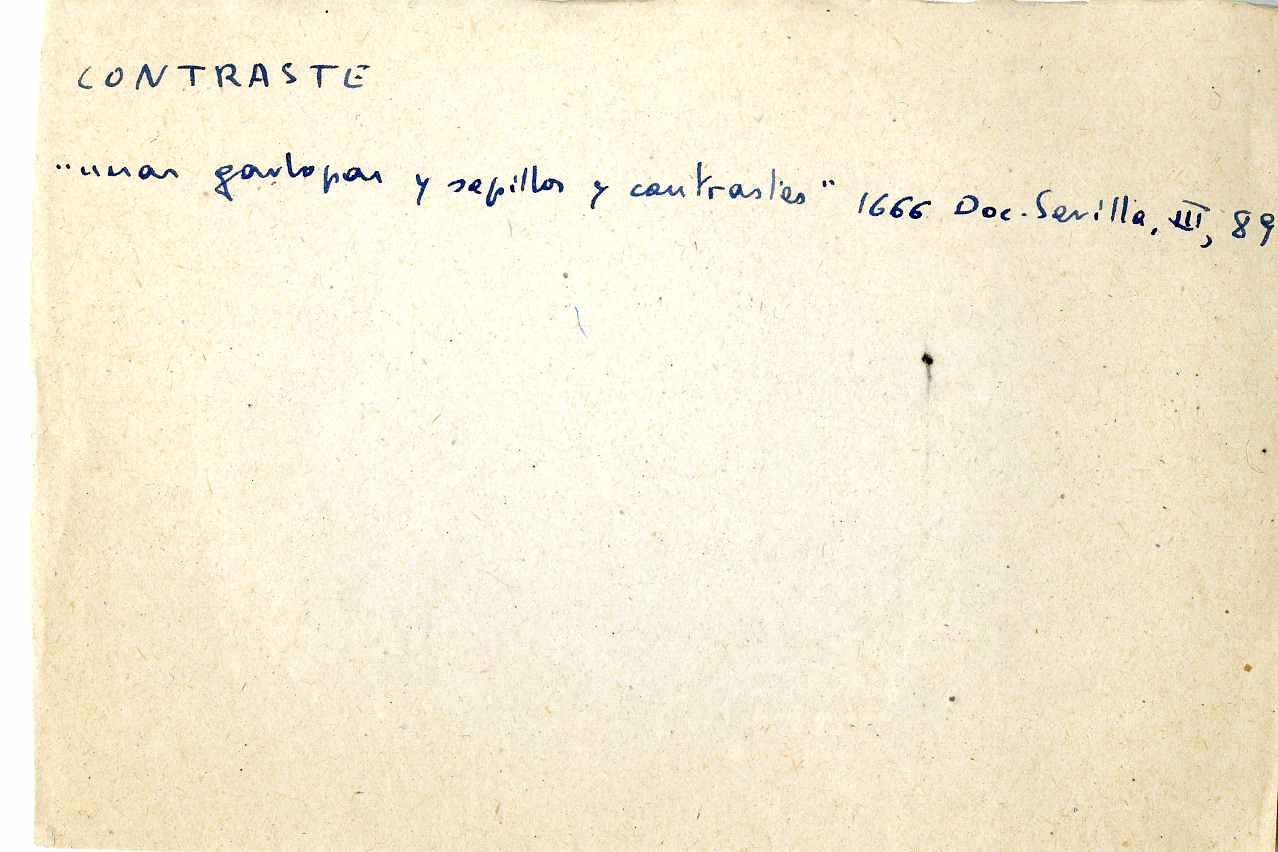 CONTRASTE
"unas garlopas y sepillos y contrastes" 1666 Doc. Sevilla, III, 89